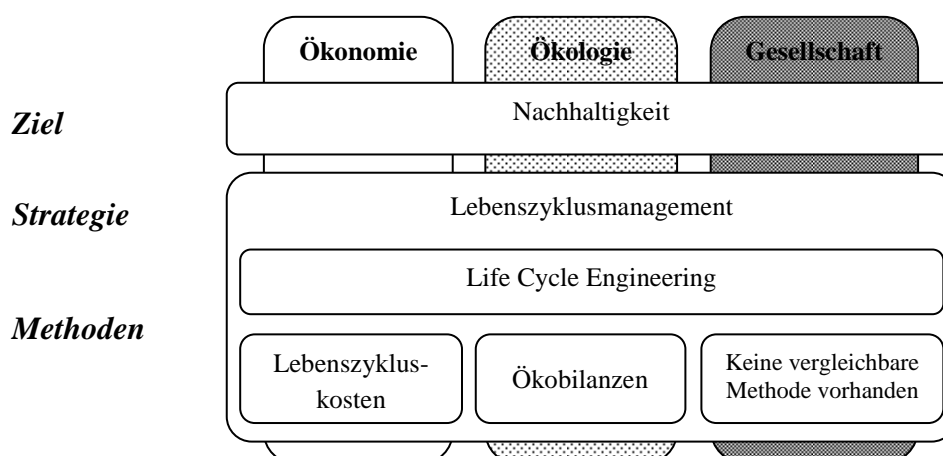 Ökonomie
Ökologie
Gesellschaft
Ziel
Nachhaltigkeit
Strategie
Lebenszyklusmanagement
Life Cycle Engineering
Methoden
Lebenszyklus-
kosten
Ökobilanzen
Keine vergleichbare
Methode vorhanden